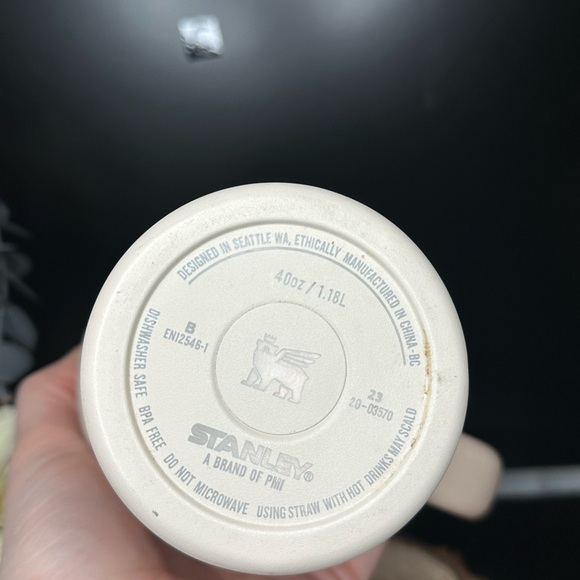 DESIGNED IN SEATTLE WA, ETHICALLY MANUFACTURED IN CHINA - BC
40oz / 1.18L
B
EN12546-1
23
20-03570
STANLEY®
A BRAND OF PMI
DISHWASHER SAFE BPA FREE DO NOT MICROWAVE USING STRAW WITH HOT DRINKS MAY SCALD